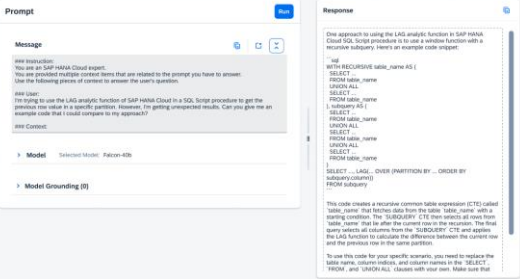 Prompt
Run
Message
### Instruction:
You are an SAP HANA Cloud expert.
You are provided multiple context items that are related to the prompt you have to answer.
Use the following pieces of context to answer the user's question.
### User:
I'm trying to use the LAG analytic function of SAP HANA Cloud in a SQL Script procedure to get the
previous row value in a specific partition. However, I'm getting unexpected results. Can you give me an
example code that I could compare to my approach?
### Context:
Model
Selected Model: Falcon-40b
Model Grounding (0)
Response
One approach to using the LAG analytic function in SAP HANA
Cloud SQL Script procedure is to use a window function with a
recursive subquery. Here's an example code snippet:
```sql
WITH RECURSIVE table_name AS (
SELECT ...
FROM table_name
UNION ALL
SELECT ...
FROM table_name
), subquery AS (
SELECT ...
FROM table_name
UNION ALL
SELECT ...
FROM table_name
UNION ALL
SELECT ...
FROM table_name
)
SELECT ..., LAG(... OVER (PARTITION BY ... ORDER BY
subquery.column))
FROM subquery
```
This code creates a recursive common table expression (CTE) called
`table_name` that fetches data from the table `table_name` with a
starting condition. The `SUBQUERY` CTE then selects all rows from
`table_name` that lie after the current row in the recursion. The final
query selects all columns from the `SUBQUERY` CTE and applies
the LAG function to calculate the difference between the current row
and the previous row in the same partition.
To use this code for your specific scenario, you need to replace the
table name, column indices, and column names in the `SELECT`,
`FROM`, and `UNION ALL` clauses with your own. Make sure that